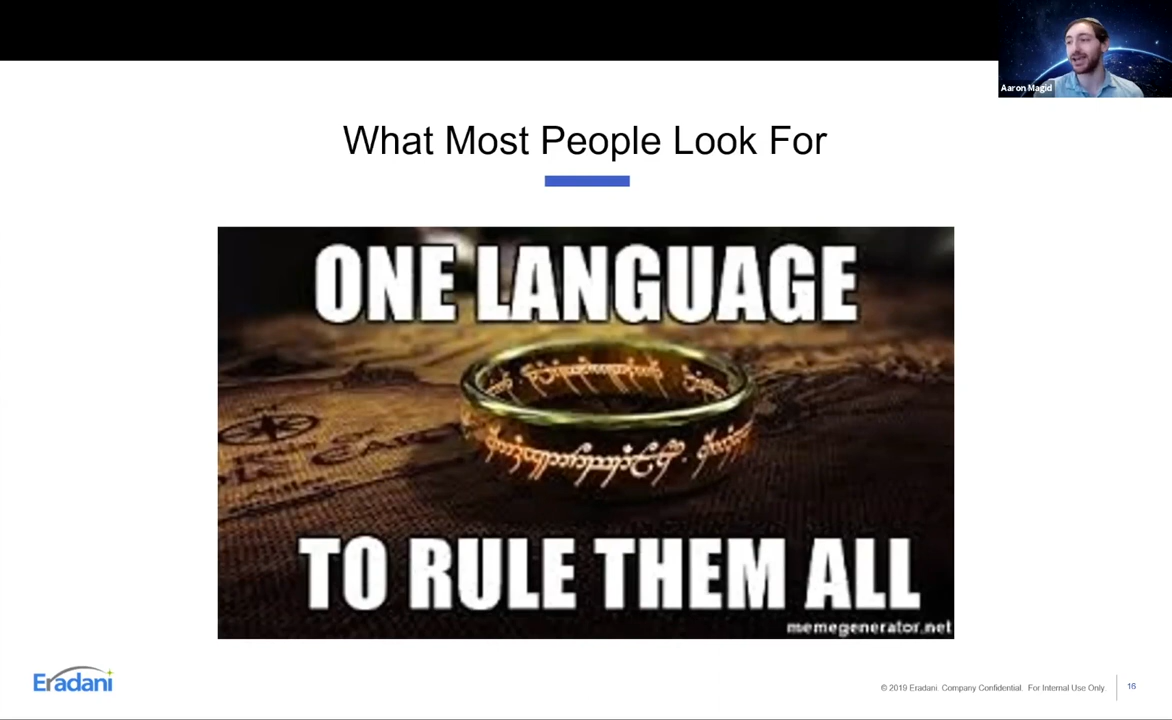 Aaron Magid
What Most People Look For
ONE LANGUAGE
TO RULE THEM ALL
memegenerator.net
Eradani
© 2019 Eradani. Company Confidential. For Internal Use Only
16